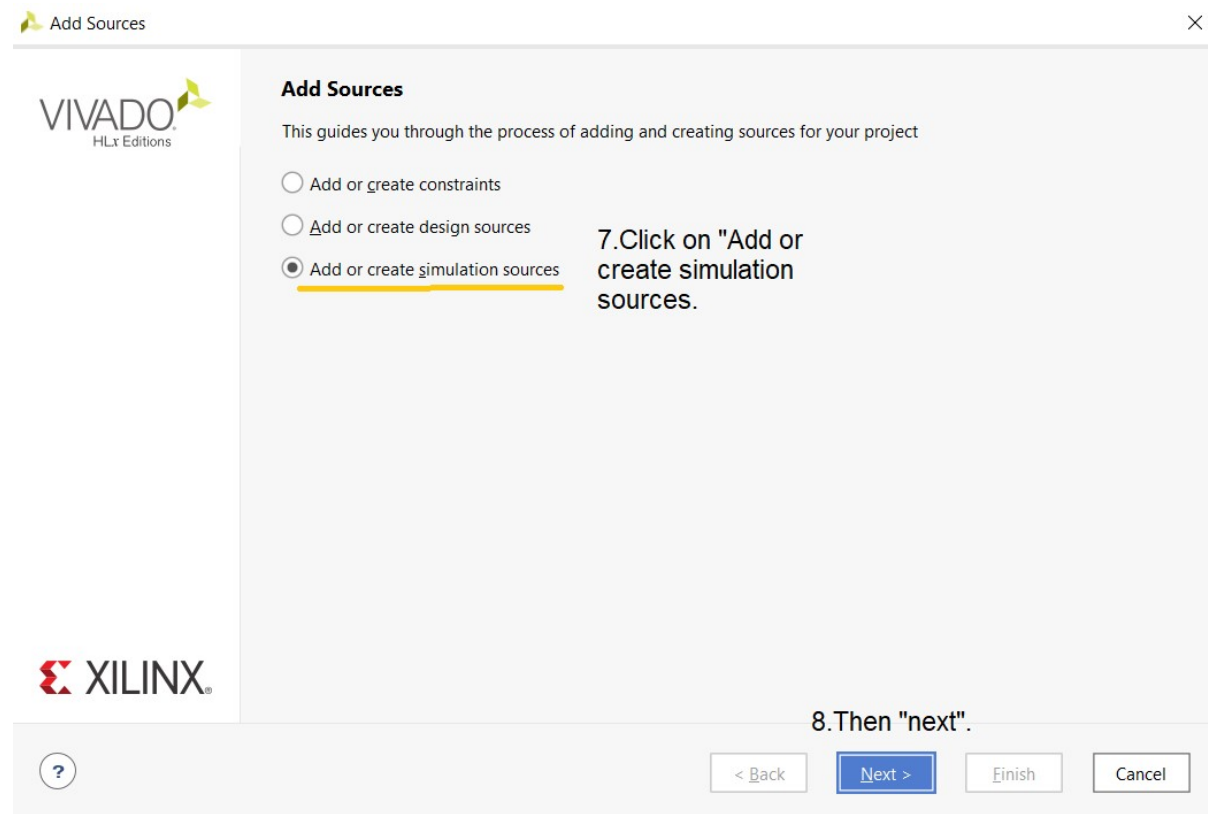 Add Sources
VIVADO.
HLx Editions
Add Sources
This guides you through the process of adding and creating sources for your project
Add or create constraints
Add or create design sources
Add or create simulation sources
7.Click on "Add or
create simulation
sources.
XILINX®
8.Then "next".
?
< Back
Next >
Finish
Cancel